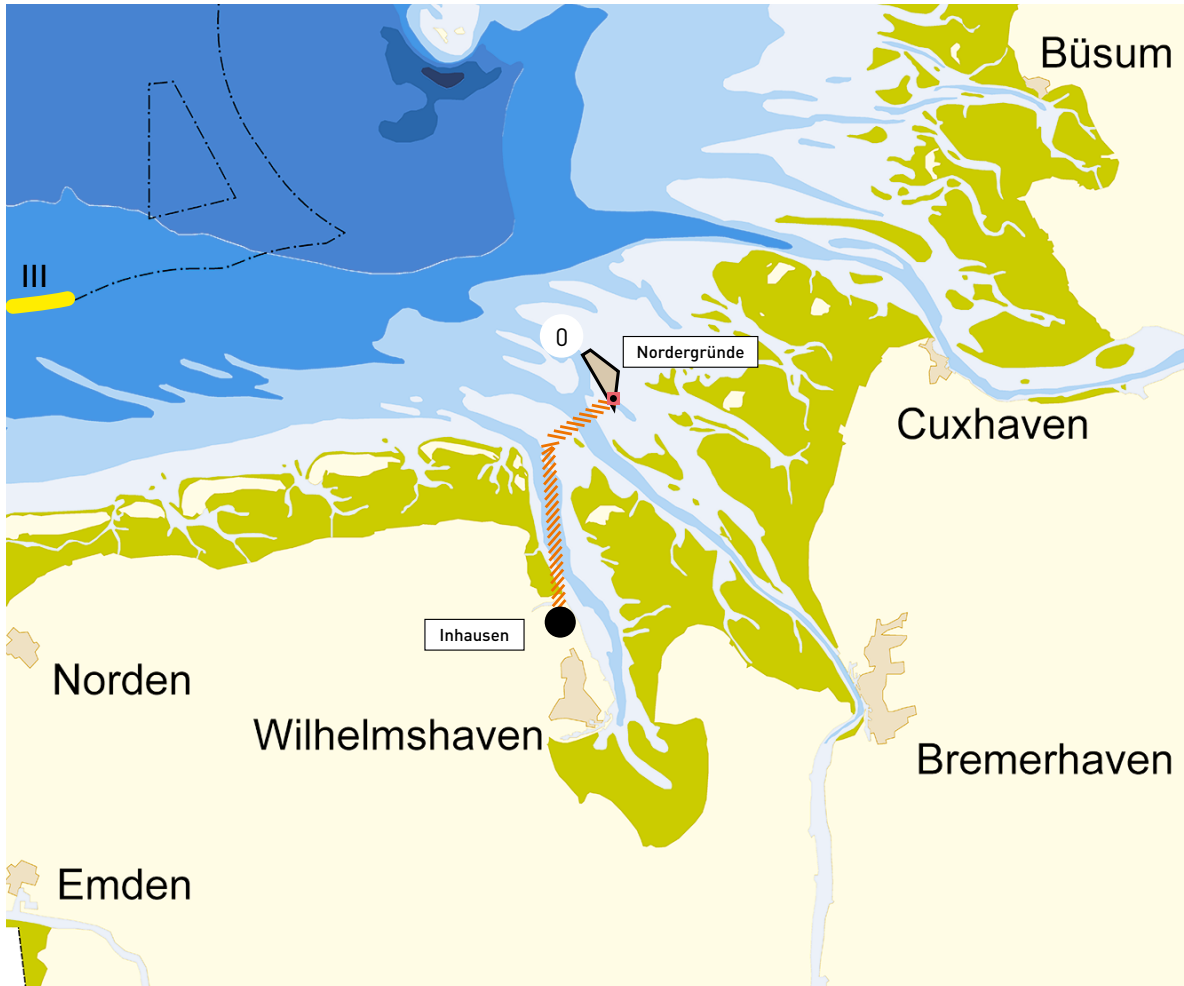 Büsum
III
0
Nordergründe
Cuxhaven
Inhausen
Norden
Wilhelmshaven
Bremerhaven
Emden